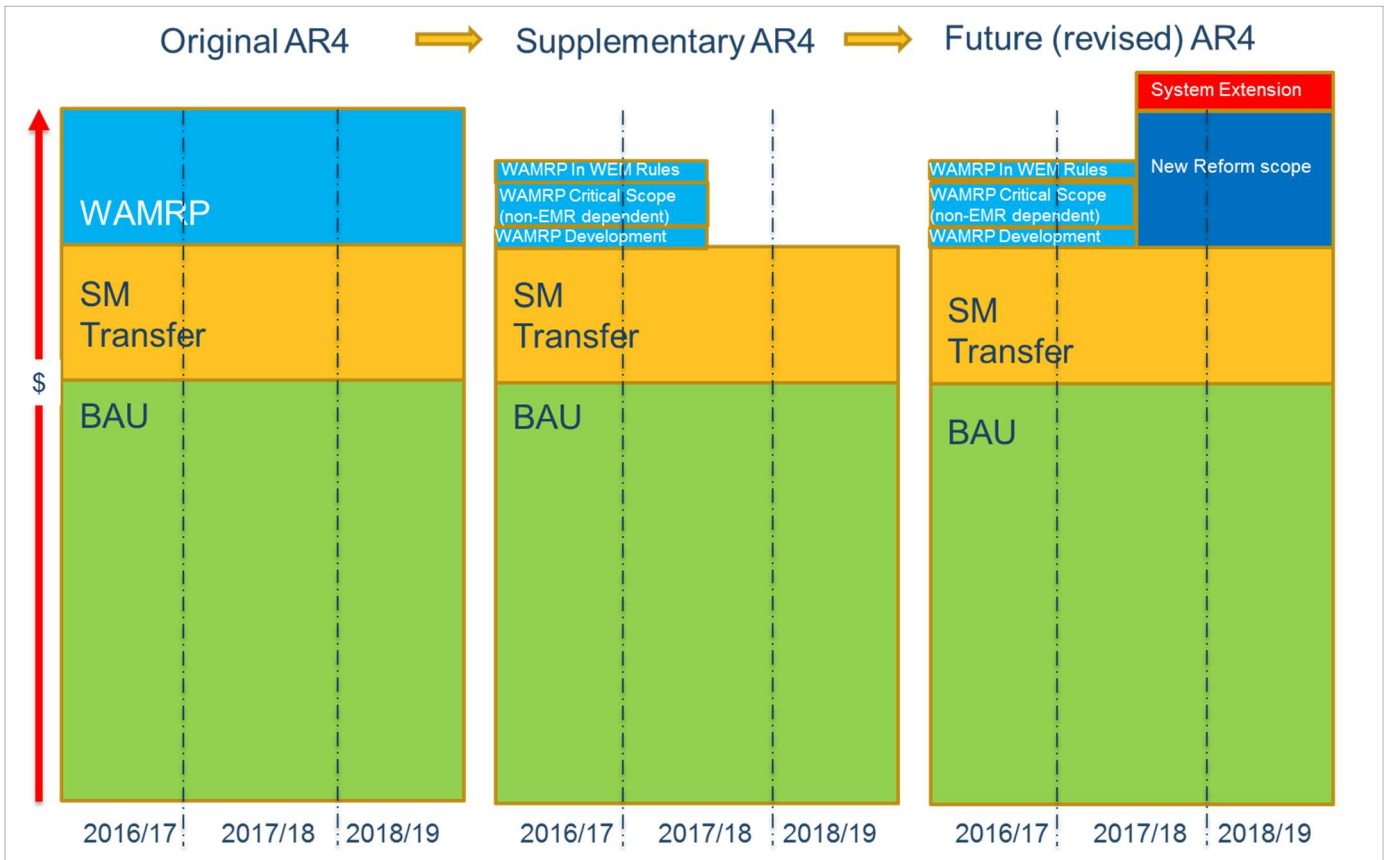 Original AR4
Supplementary AR4
Future (revised) AR4
$
WAMRP
SM
Transfer
BAU
2016/17
2017/18
2018/19
WAMRP In WEM Rules
WAMRP Critical Scope
(non-EMR dependent)
WAMRP Development
SM
Transfer
BAU
2016/17
2017/18
2018/19
System Extension
New Reform scope
WAMRP In WEM Rules
WAMRP Critical Scope
(non-EMR dependent)
WAMRP Development
SM
Transfer
BAU
2016/17
2017/18
2018/19